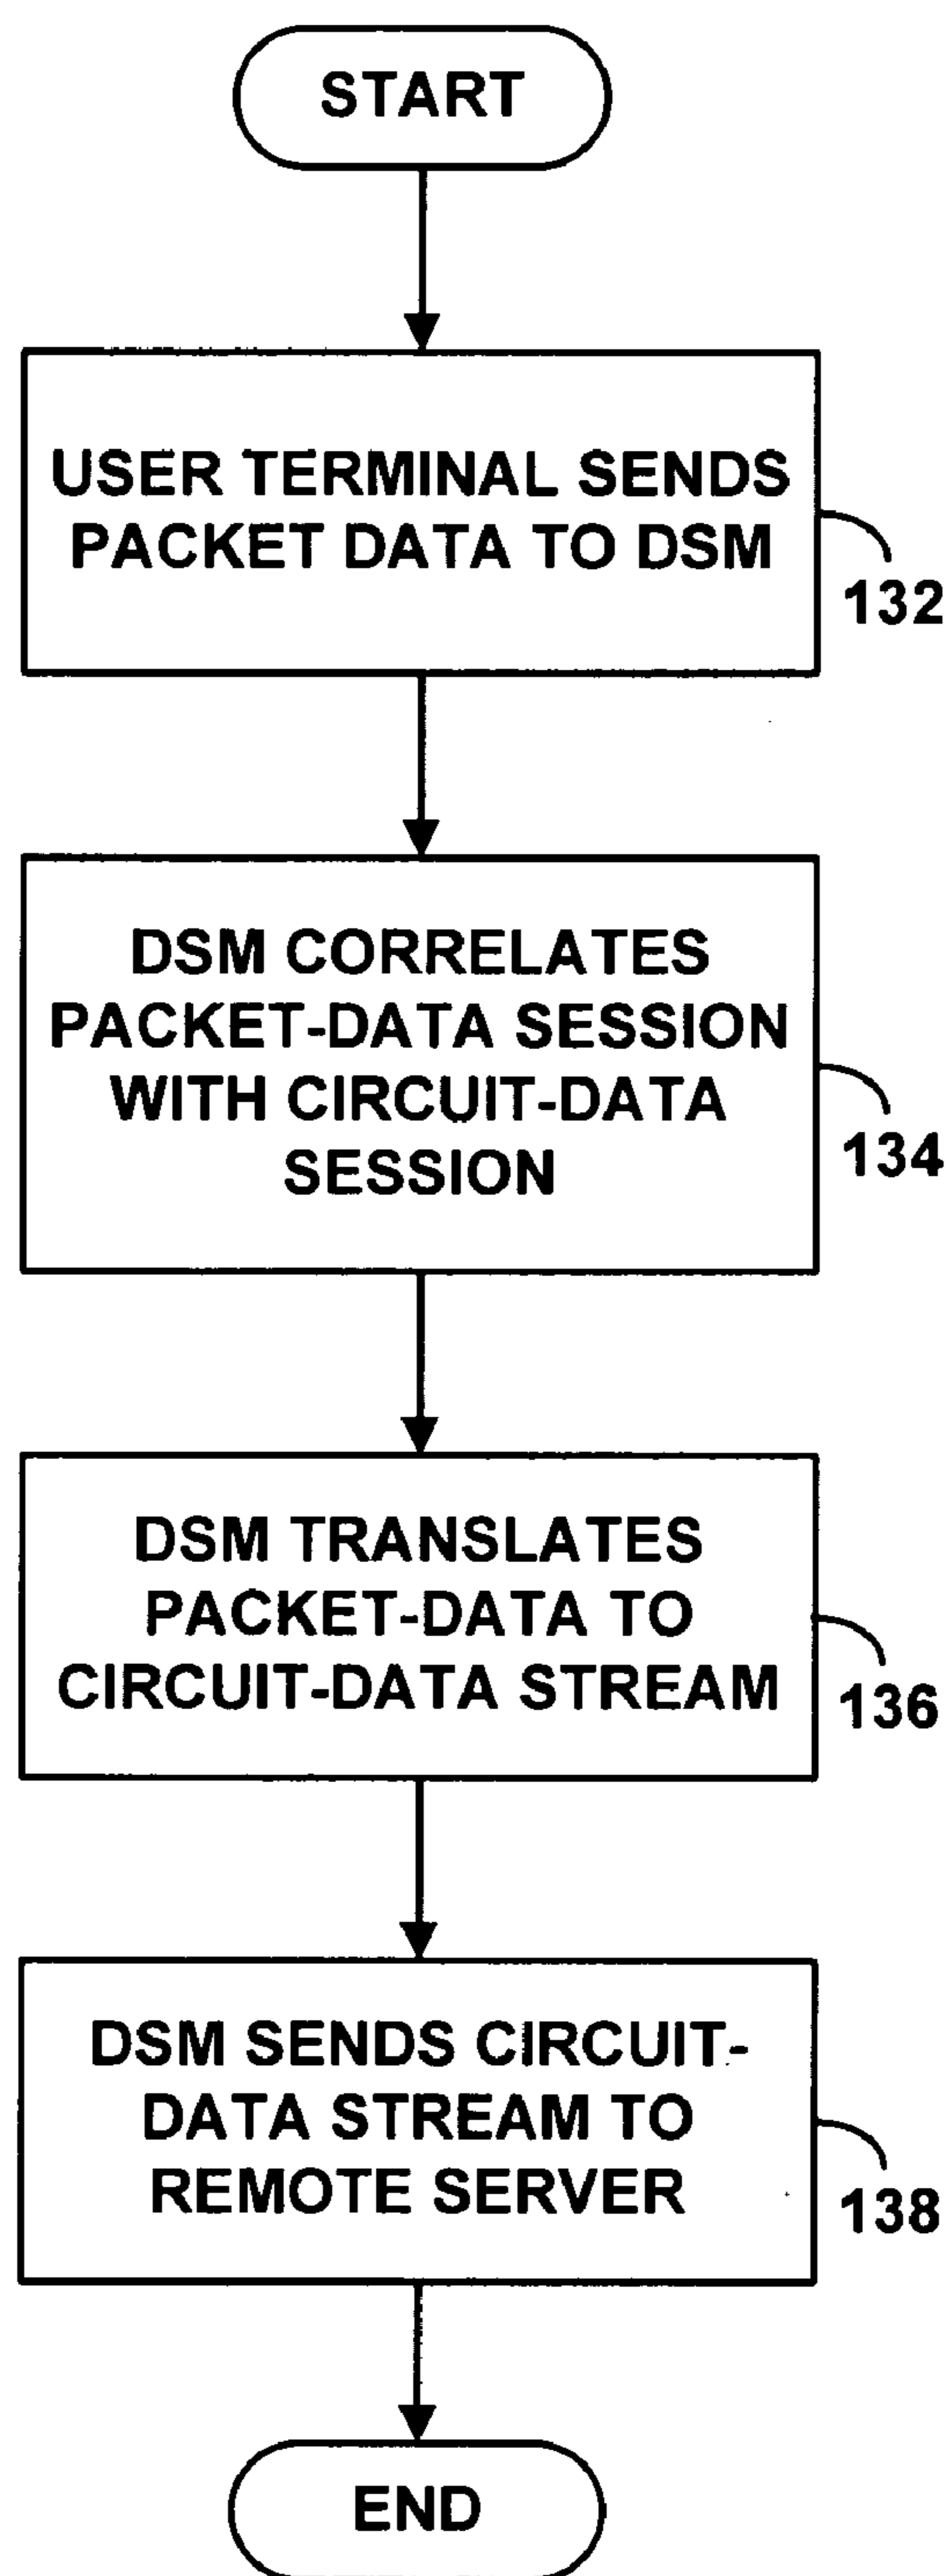 START
USER TERMINAL SENDS
PACKET DATA TO DSM
132
DSM CORRELATES
PACKET-DATA SESSION
WITH CIRCUIT-DATA
SESSION
134
DSM TRANSLATES
PACKET-DATA TO
CIRCUIT-DATA STREAM
136
DSM SENDS CIRCUIT-
DATA STREAM TO
REMOTE SERVER
138
END